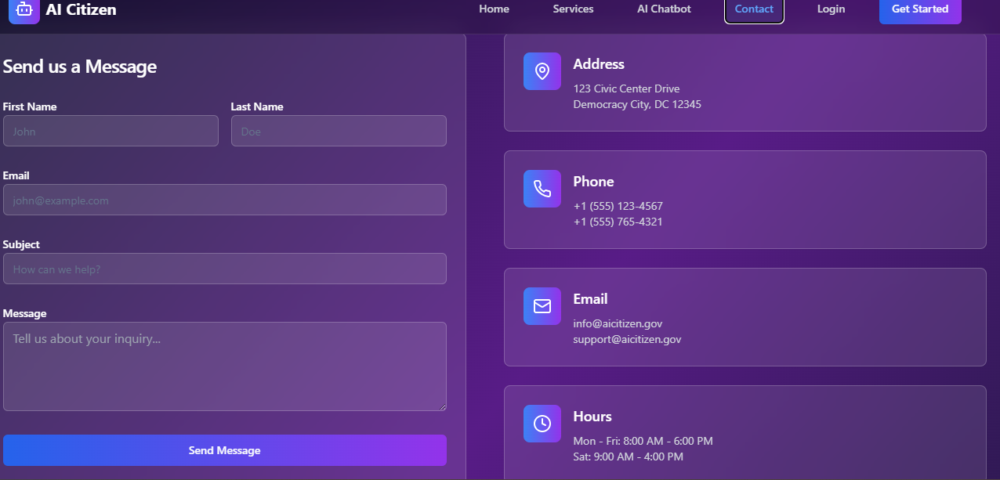 AI Citizen
Home Services AI Chatbot Contact Login Get Started
Send us a Message
First Name Last Name
John Doe
Email
john@example.com
Subject
How can we help?
Message
Tell us about your inquiry...
Send Message
Address
123 Civic Center Drive
Democracy City, DC 12345
Phone
+1 (555) 123-4567
+1 (555) 765-4321
Email
info@aicitizen.gov
support@aicitizen.gov
Hours
Mon - Fri: 8:00 AM - 6:00 PM
Sat: 9:00 AM - 4:00 PM